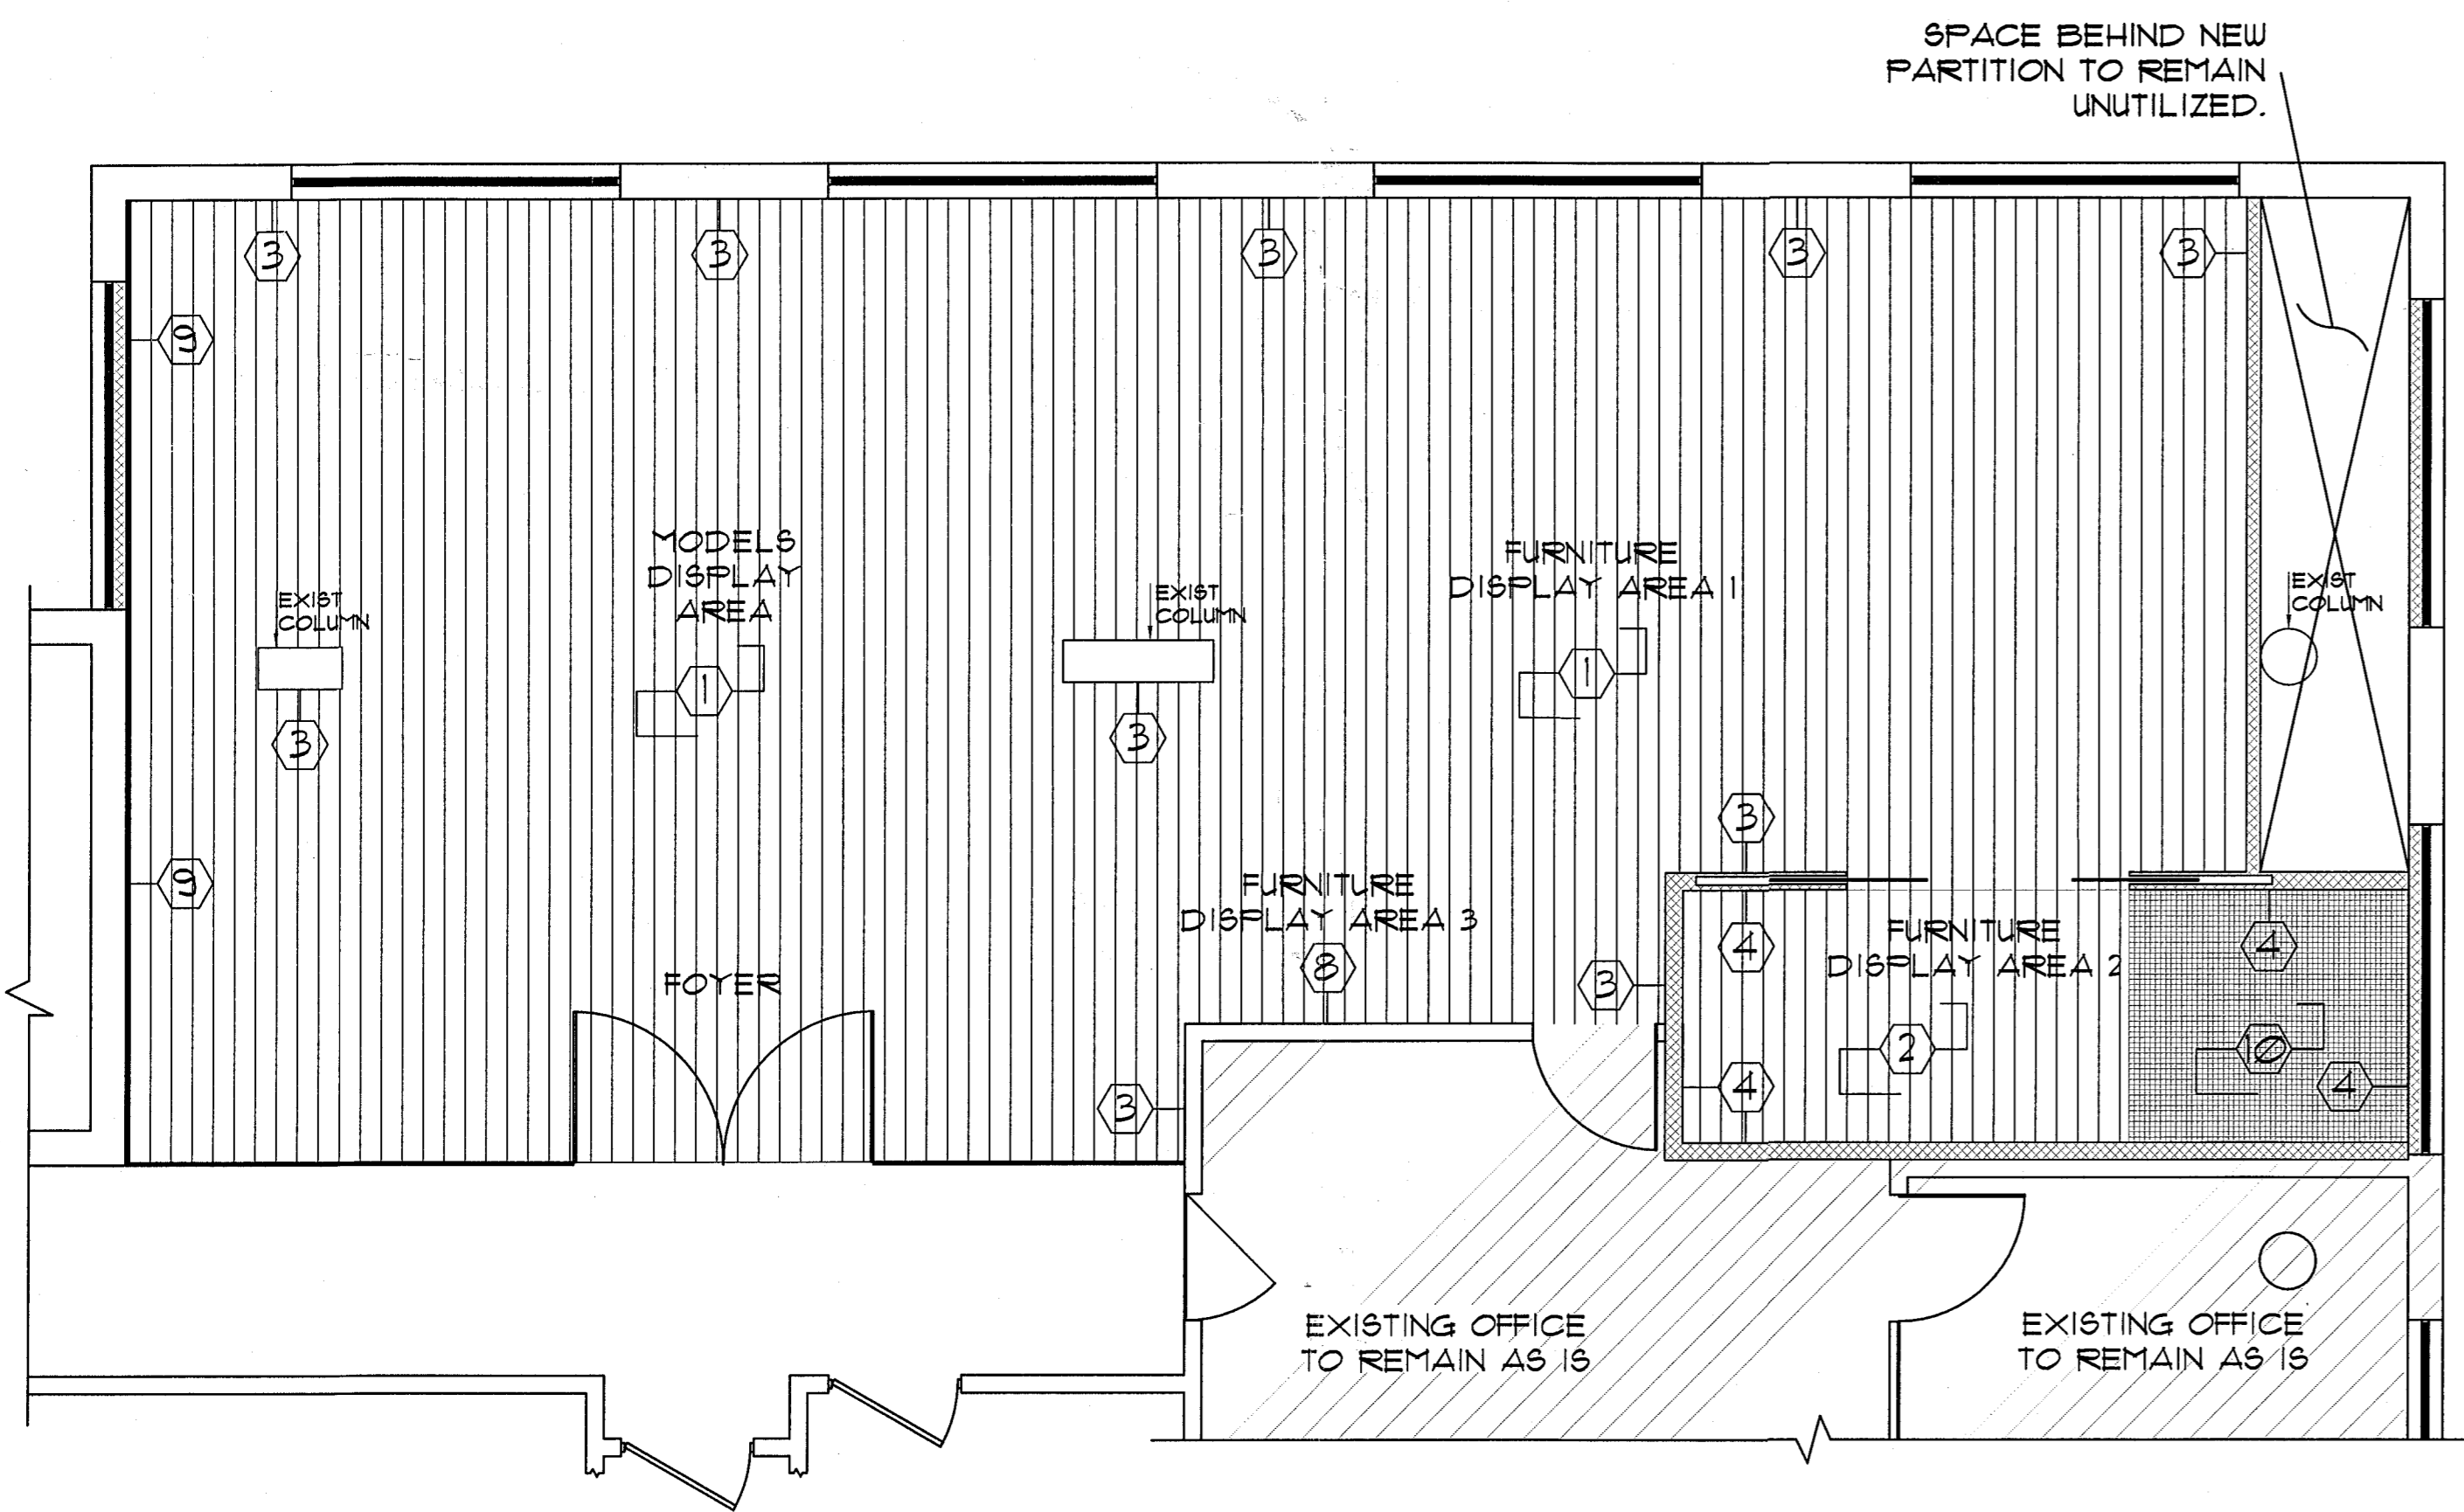 SPACE BEHIND NEW
PARTITION TO REMAIN
UNUTILIZED.
3
3
3
3
3
9
MODELS
DISPLAY
AREA
1
FURNITURE
DISPLAY AREA 1
1
EXIST
COLUMN
3
EXIST
COLUMN
3
EXIST
COLUMN
3
9
FURNITURE
DISPLAY AREA 3
8
3
FOYER
3
4
FURNITURE
DISPLAY AREA 2
2
4
4
10
4
EXISTING OFFICE
TO REMAIN AS IS
EXISTING OFFICE
TO REMAIN AS IS